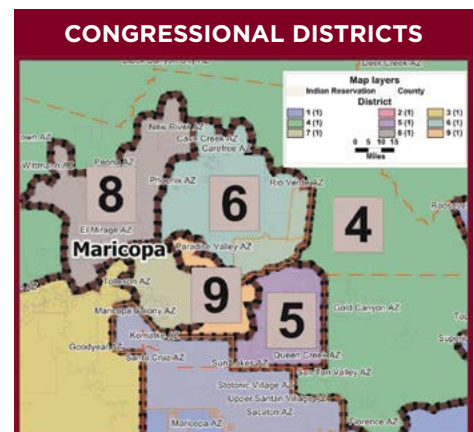 CONGRESSIONAL DISTRICTS
Deer Creek AZ
Map layers
Indian Reservation County
District
1 (1) 2 (1) 3 (1)
4 (1) 5 (1) 6 (1)
7 (1) 8 (1) 9 (1)
0 5 10 15
Miles
New River AZ
Cave Creek AZ
Carefree AZ
Wittmann AZ
Peoria AZ
Phoenix AZ
Rio Verde AZ
8
6
4
El Mirage AZ
Maricopa
Paradise Valley AZ
Tolleson AZ
9
5
Maricopa Colony AZ
Gold Canyon AZ
Komatke AZ
Goodyear AZ
Santa Cruz AZ
Sun Lakes AZ
Queen Creek AZ
San Tan Valley AZ
Stotonic Village AZ
Upper Santan Village AZ
Sacaton AZ
Maricopa AZ
Florence AZ